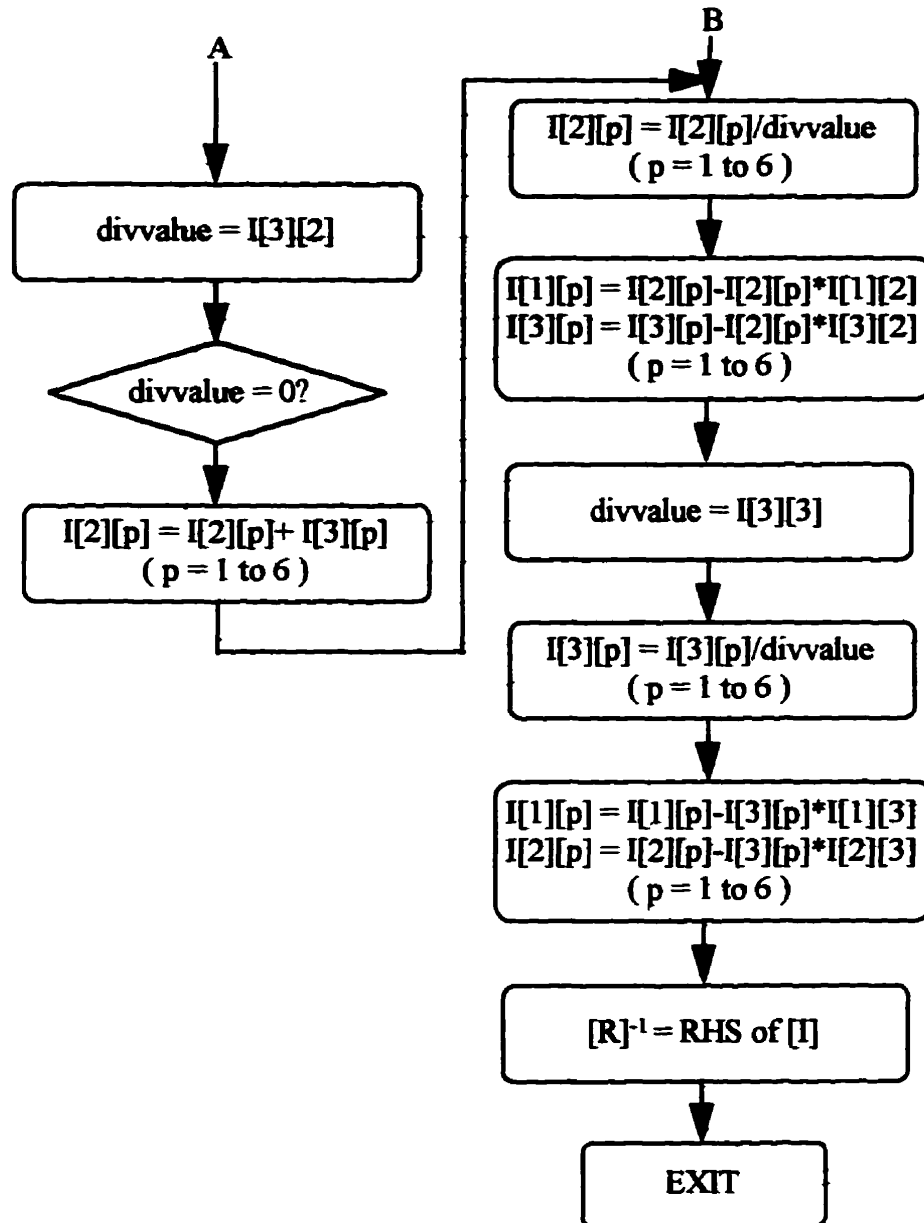 A
divvalue = I[3][2]
divvalue = 0?
I[2][p] = I[2][p]+ I[3][p]
( p = 1 to 6 )
B
I[2][p] = I[2][p]/divvalue
( p = 1 to 6 )
I[1][p] = I[2][p]-I[2][p]*I[1][2]
I[3][p] = I[3][p]-I[2][p]*I[3][2]
( p = 1 to 6 )
divvalue = I[3][3]
I[3][p] = I[3][p]/divvalue
( p = 1 to 6 )
I[1][p] = I[1][p]-I[3][p]*I[1][3]
I[2][p] = I[2][p]-I[3][p]*I[2][3]
( p = 1 to 6 )
[R]⁻¹ = RHS of [I]
EXIT